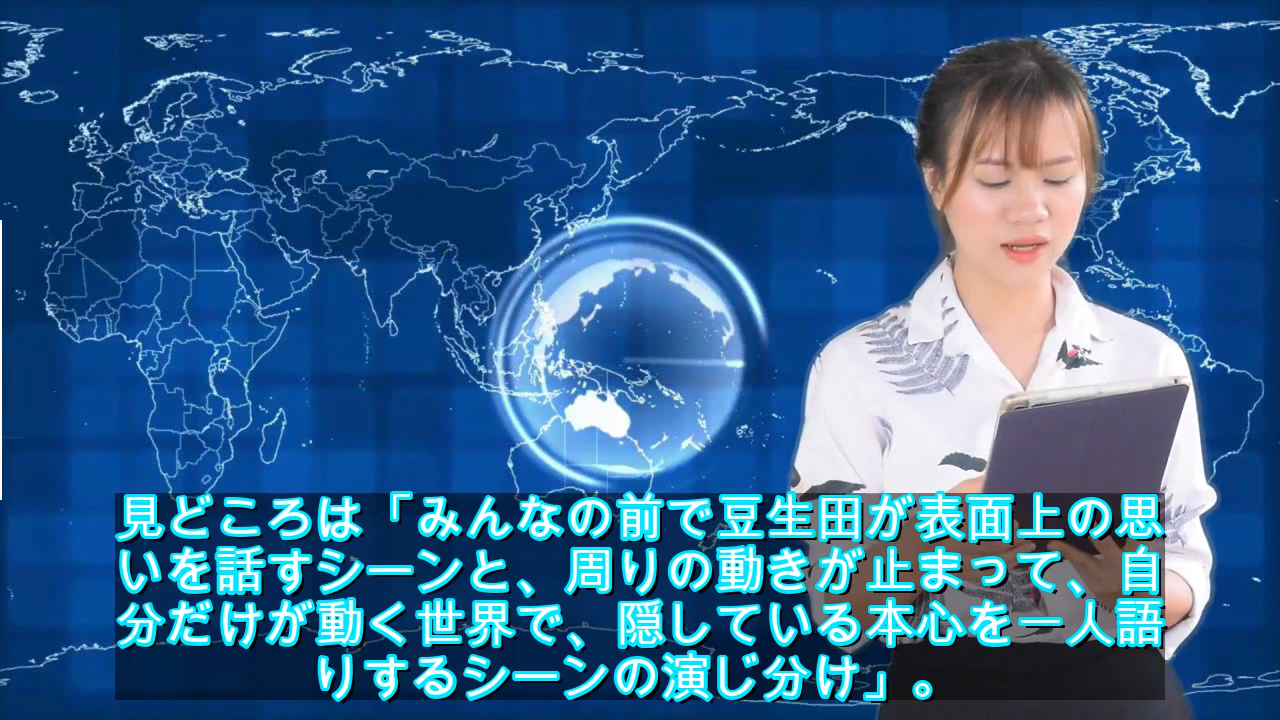 見どころは「みんなの前で豆生田が表面上の思
いを話すシーンと、周りの動きが止まって、自
分だけが動く世界で、隠している本心を一人語
りするシーンの演じ分け」。